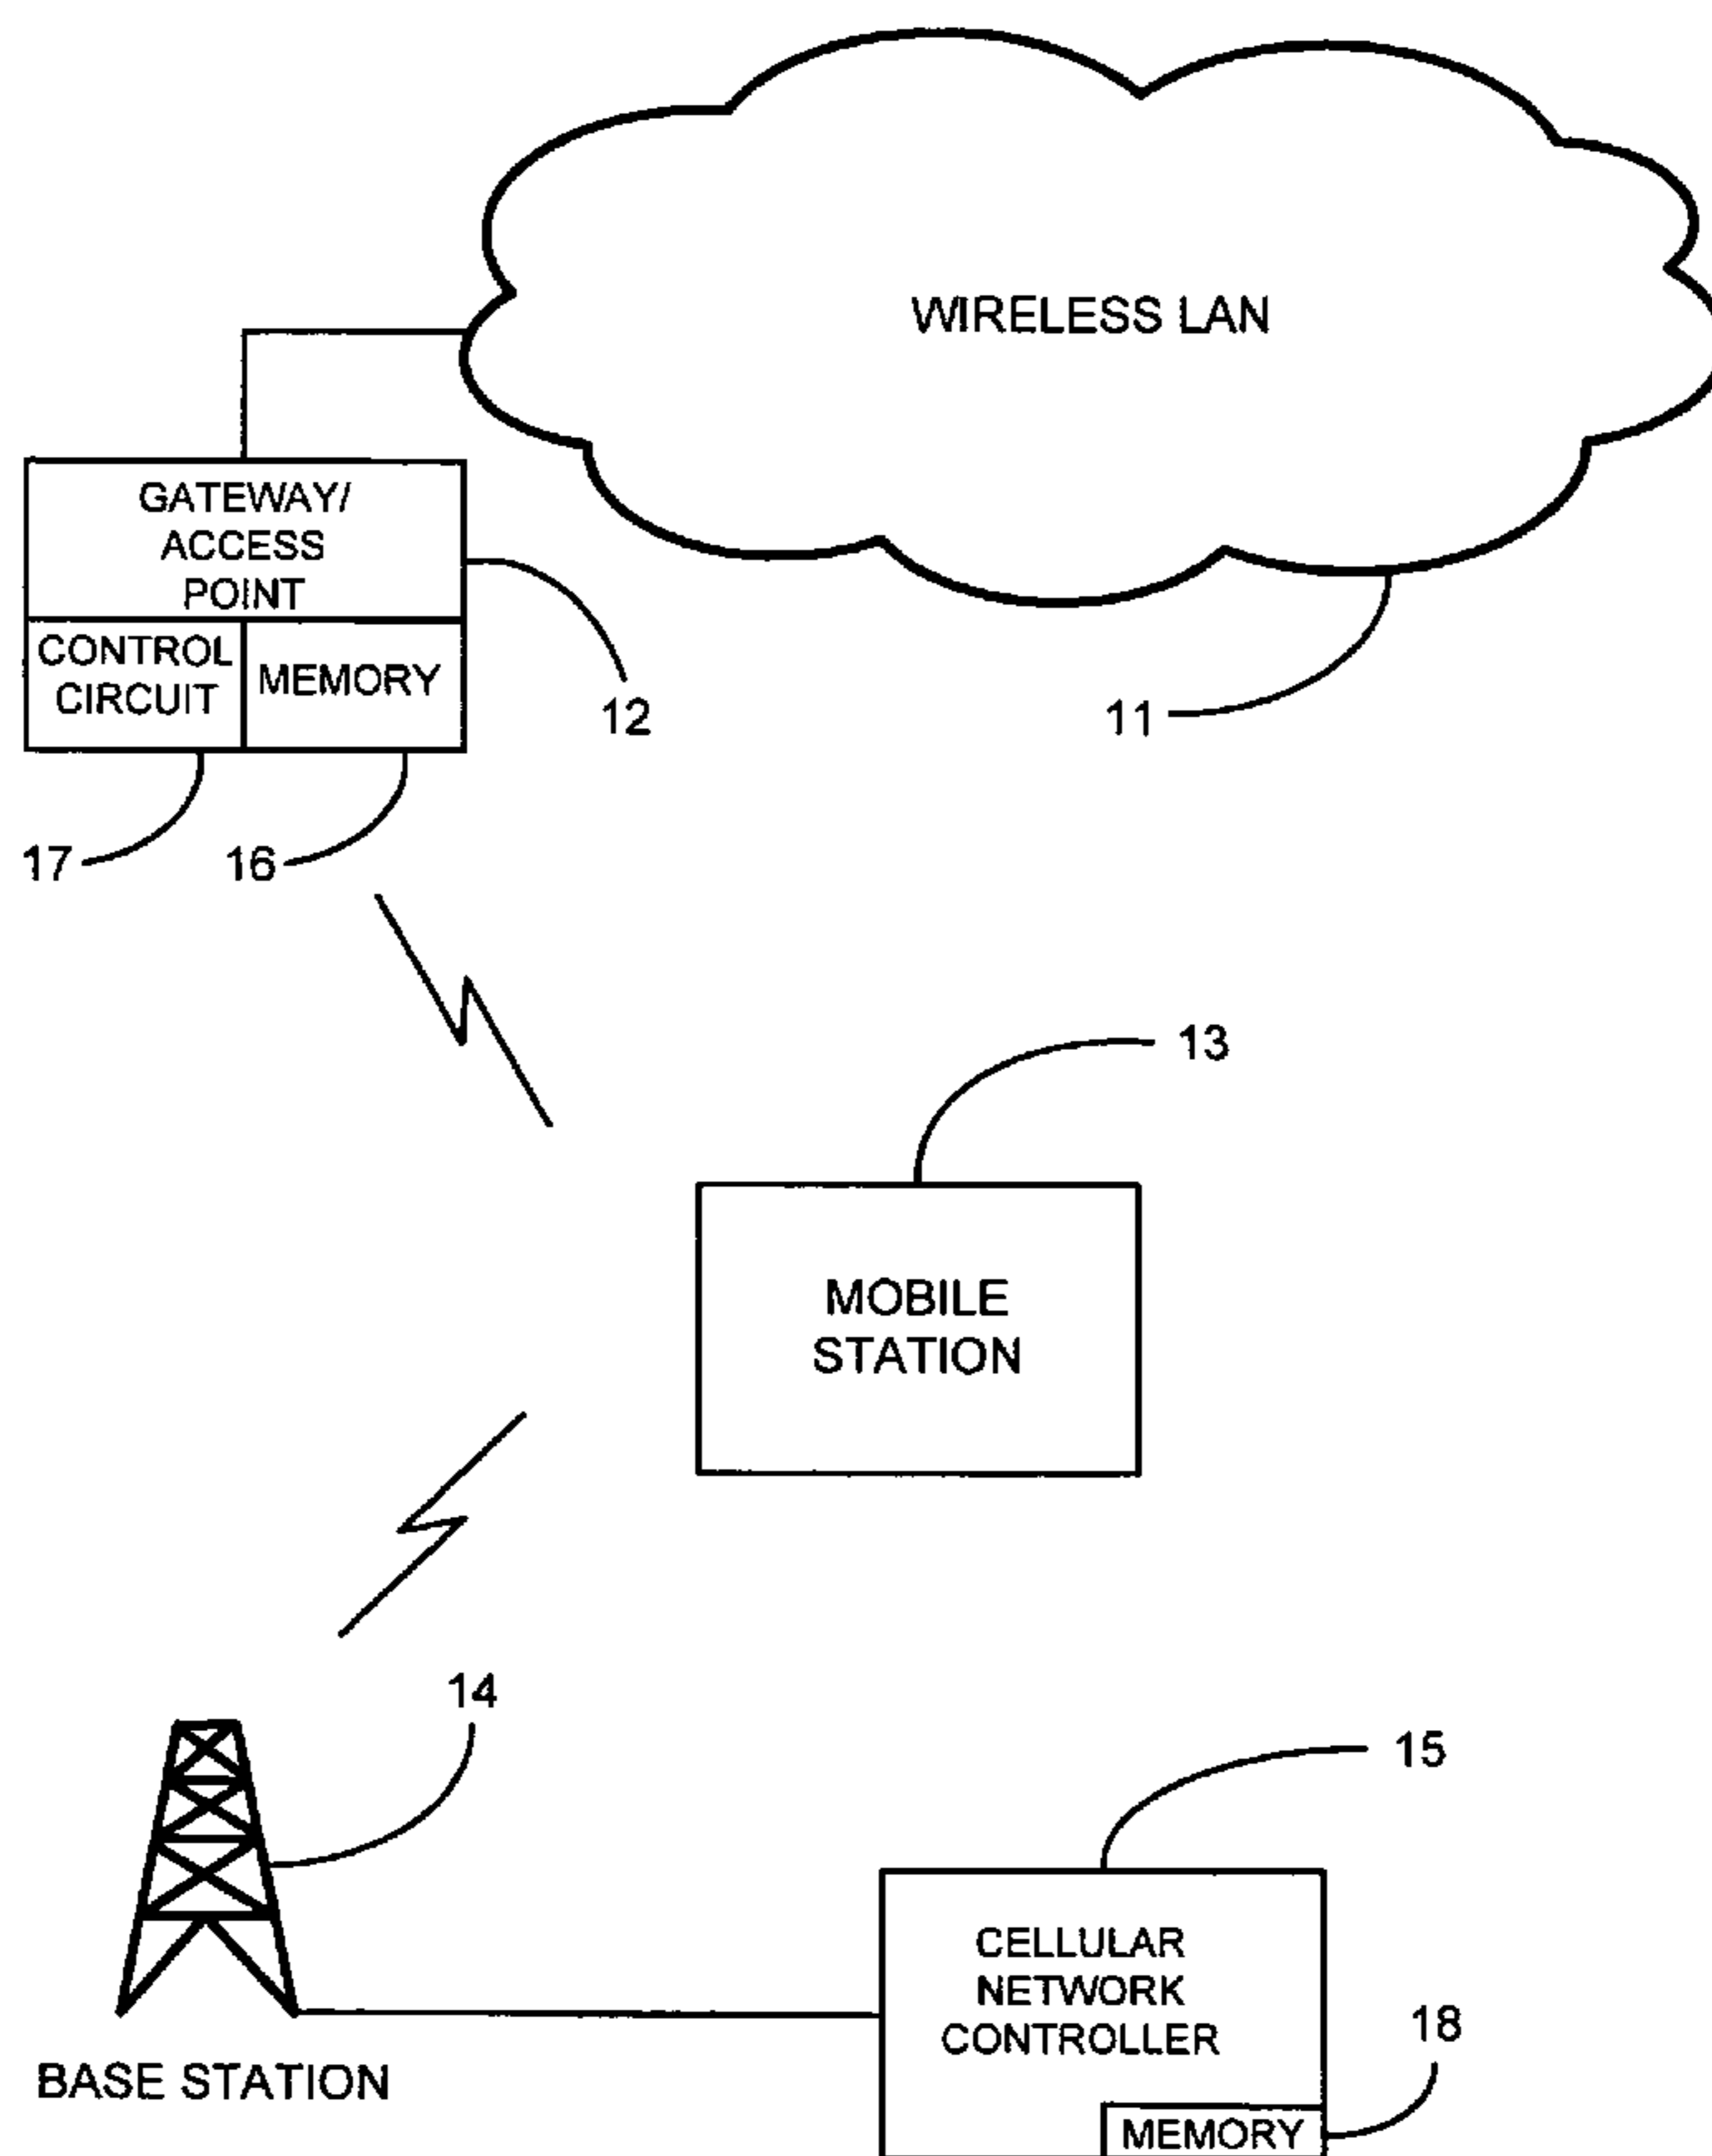 WIRELESS LAN
GATEWAY/
ACCESS
POINT
CONTROL
CIRCUIT
MEMORY
12
11
17
16
13
MOBILE
STATION
14
15
CELLULAR
NETWORK
CONTROLLER
18
BASE STATION
MEMORY